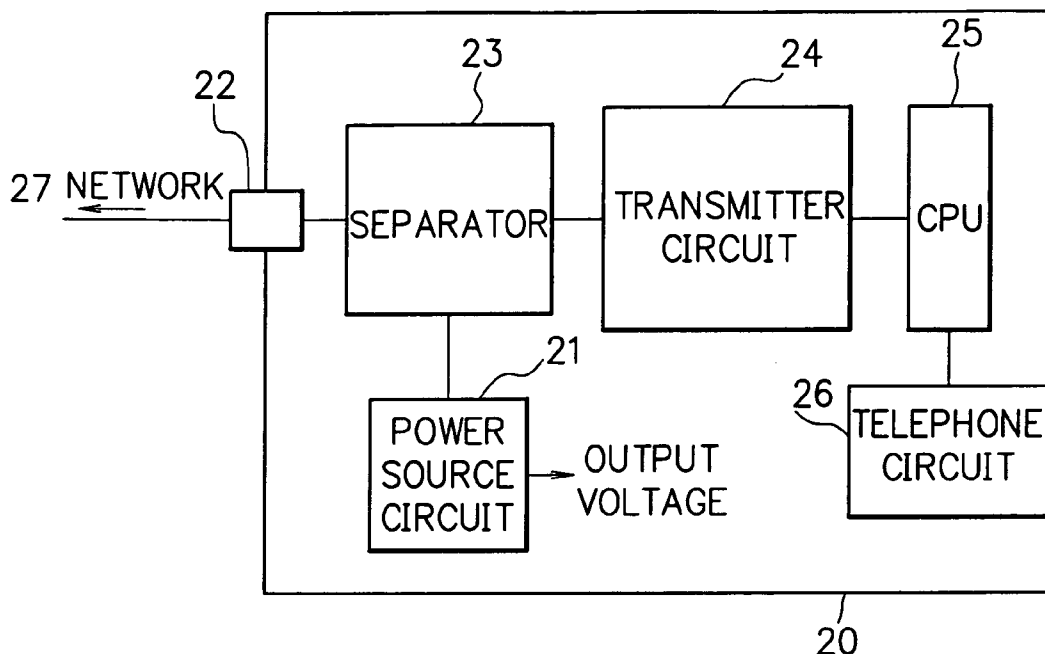 25
24
23
22
27 NETWORK
SEPARATOR
TRANSMITTER
CIRCUIT
CPU
21
26
POWER
SOURCE
CIRCUIT
OUTPUT
VOLTAGE
TELEPHONE
CIRCUIT
20